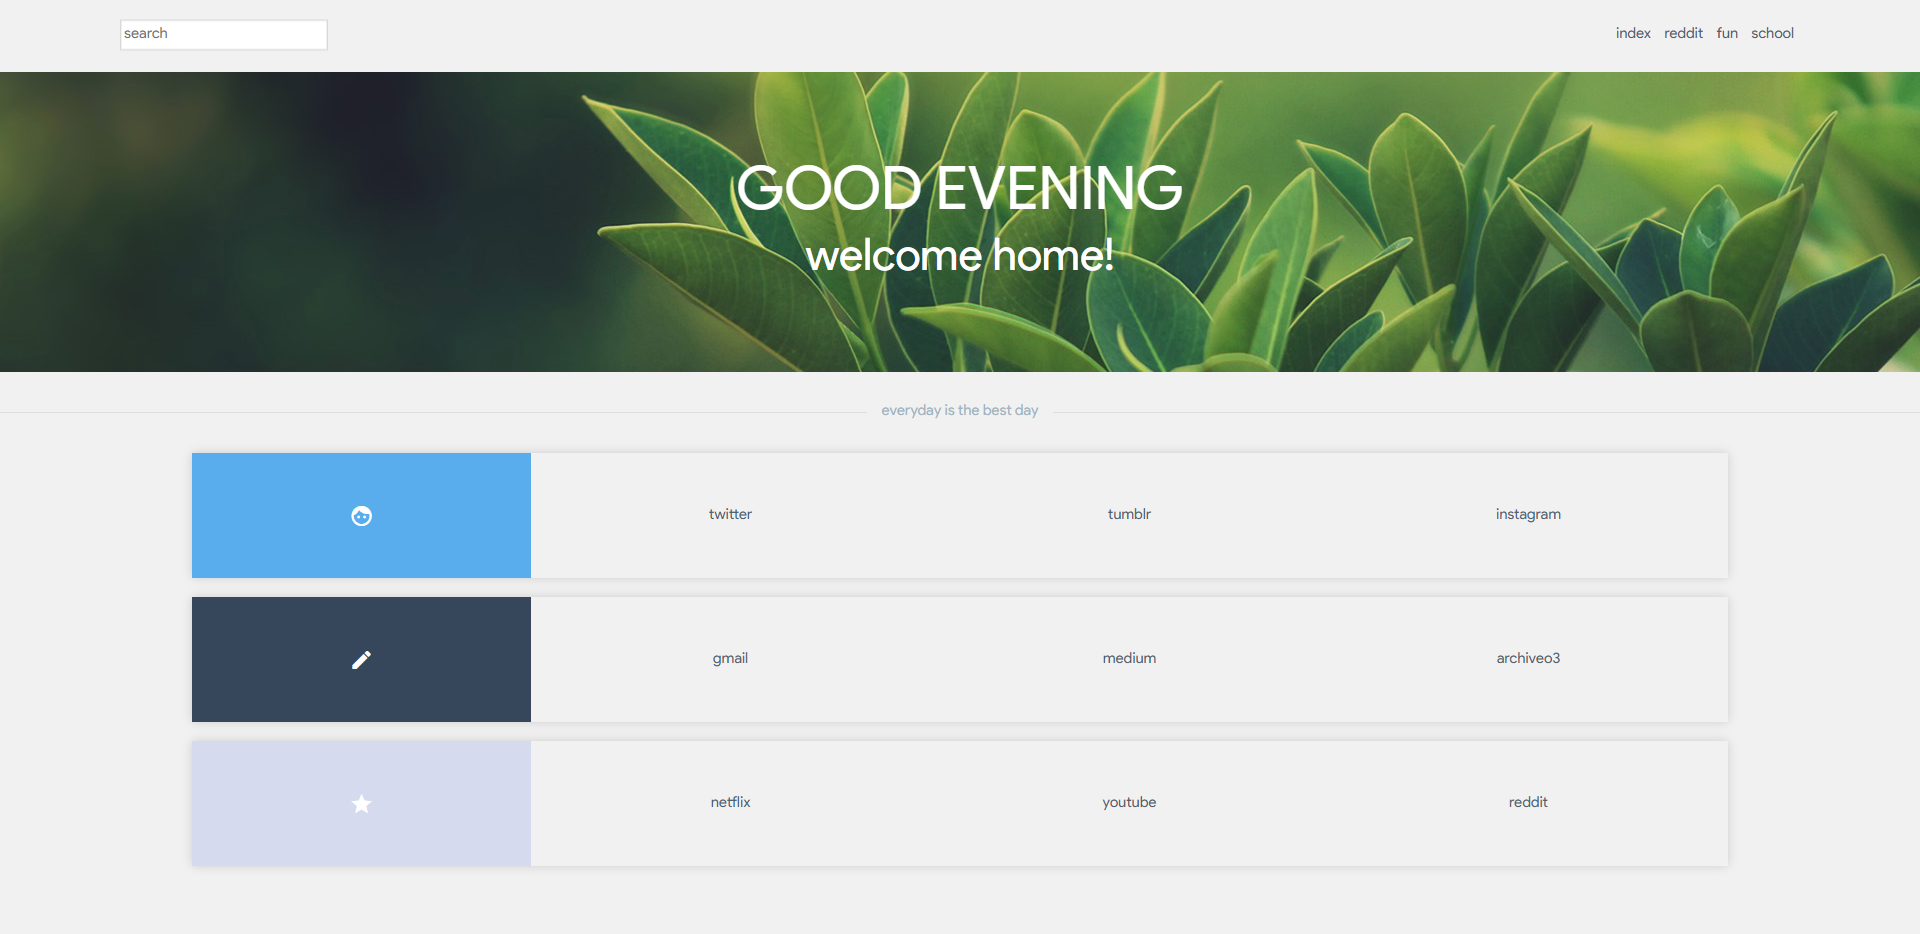 search
index reddit fun school
GOOD EVENING
welcome home!
everyday is the best day
twitter tumblr instagram
gmail medium archiveo3
netflix youtube reddit